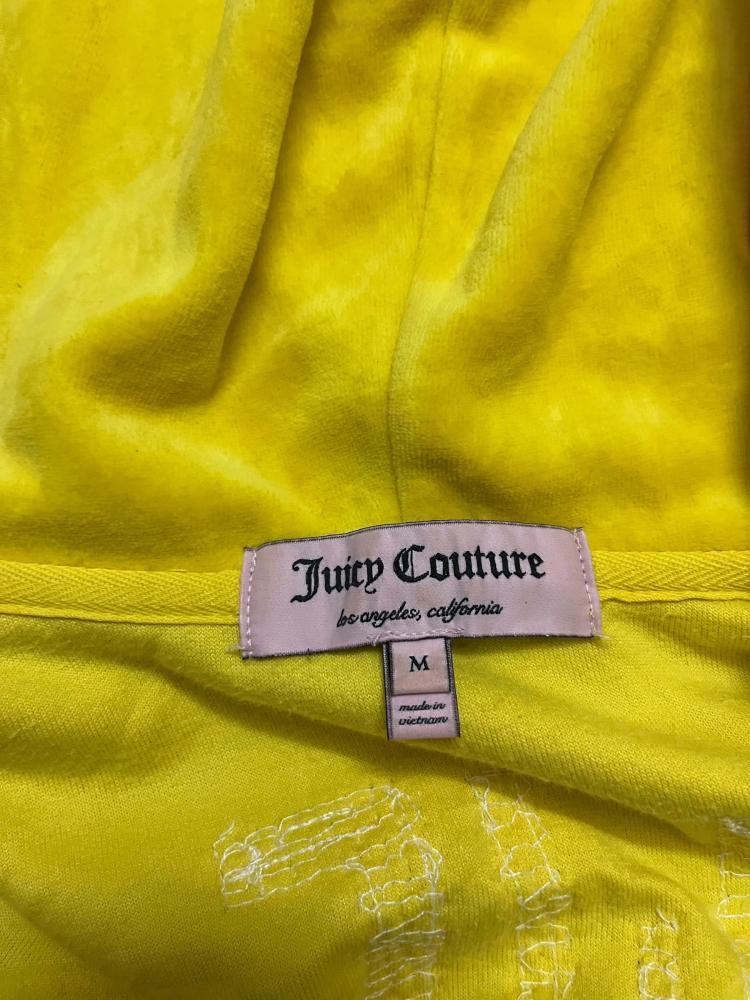 Juicy Couture
los angeles, california
M
made in
vietnam